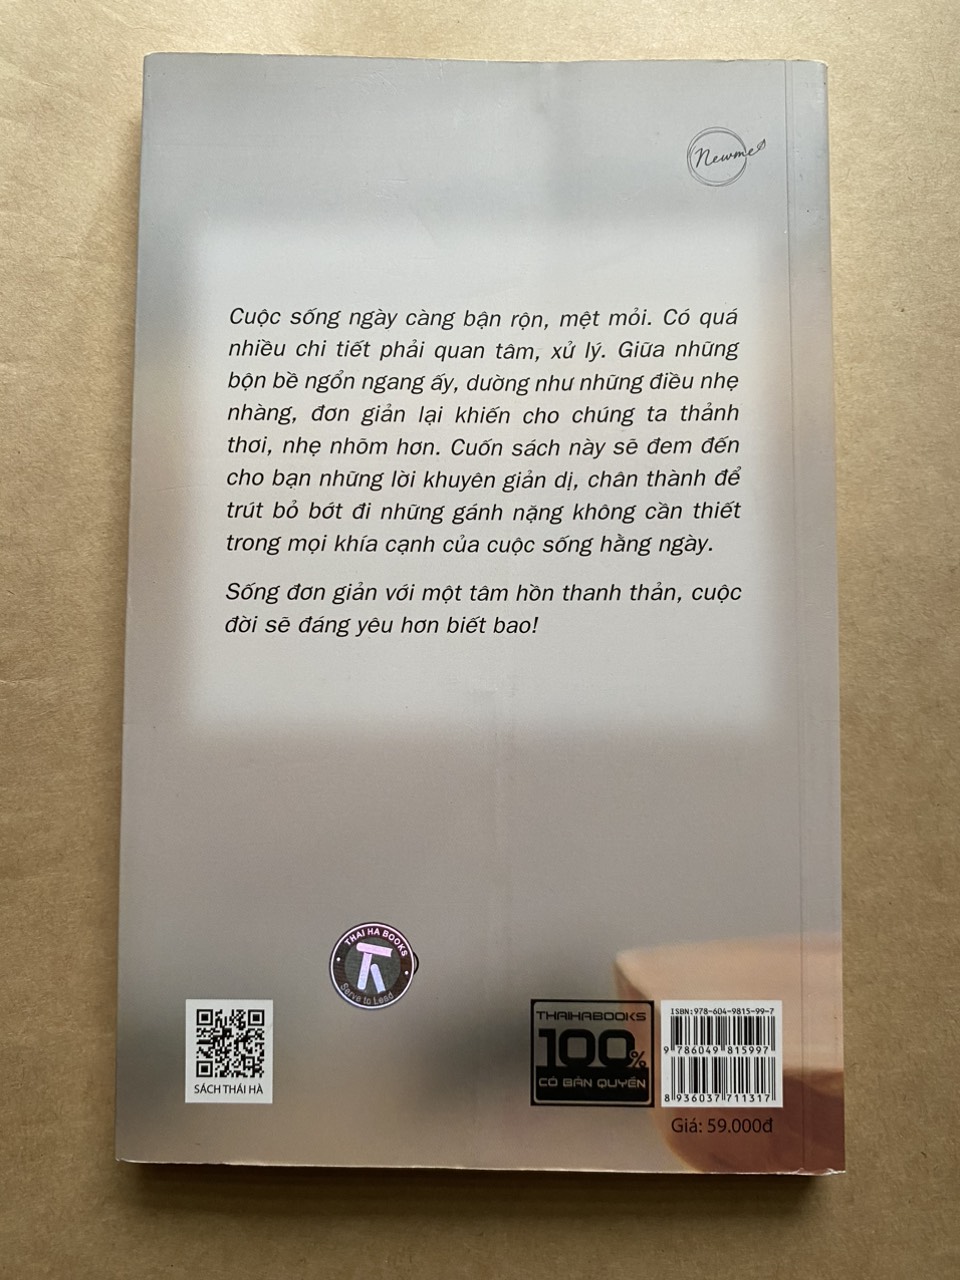 Newme
Cuộc sống ngày càng bận rộn, mệt mỏi. Có quá
nhiều chi tiết phải quan tâm, xử lý. Giữa những
bộn bề ngổn ngang ấy, dường như những điều nhẹ
nhàng, đơn giản lại khiến cho chúng ta thảnh
thơi, nhẹ nhõm hơn. Cuốn sách này sẽ đem đến
cho bạn những lời khuyên giản dị, chân thành để
trút bỏ bớt đi những gánh nặng không cần thiết
trong mọi khía cạnh của cuộc sống hằng ngày.
Sống đơn giản với một tâm hồn thanh thản, cuộc
đời sẽ đáng yêu hơn biết bao!
THAI HA BOOKS
Serve to Lead
SÁCH THÁI HÀ
THAIHABOOKS
100%
CÓ BẢN QUYỀN
ISBN:978-604-9815-99-7
9 786049 815997
8 936037 711317
Giá: 59.000đ